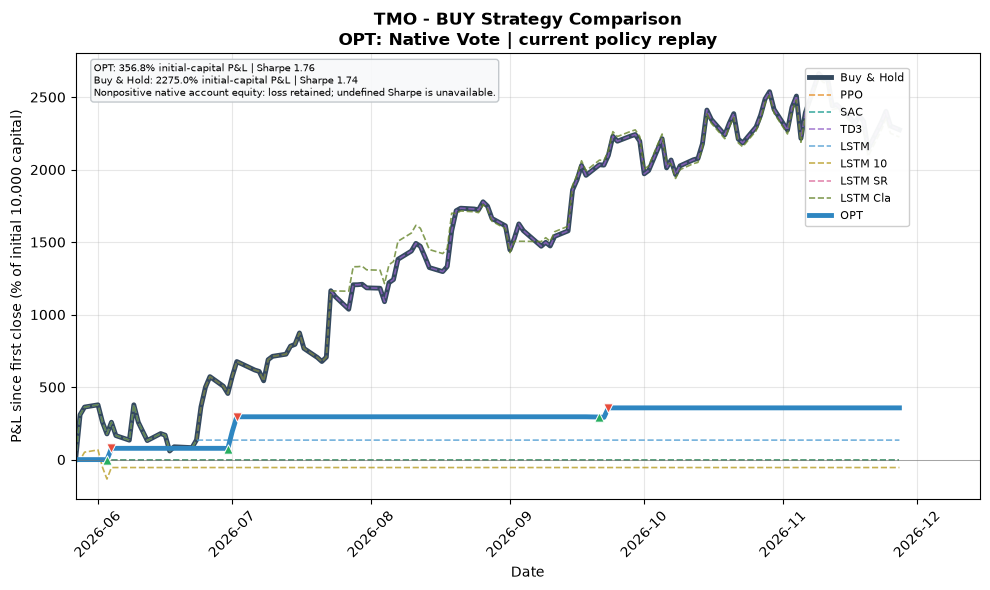 TMO - BUY Strategy Comparison
OPT: Native Vote | current policy replay
OPT: 356.8% initial-capital P&L | Sharpe 1.76
Buy & Hold: 2275.0% initial-capital P&L | Sharpe 1.74
Nonpositive native account equity: loss retained; undefined Sharpe is unavailable.
Buy & Hold
PPO
SAC
TD3
LSTM
LSTM 10
LSTM SR
LSTM Cla
OPT
P&L since first close (% of initial 10,000 capital)
2500
2000
1500
1000
500
0
2026-06
2026-07
2026-08
2026-09
2026-10
2026-11
2026-12
Date